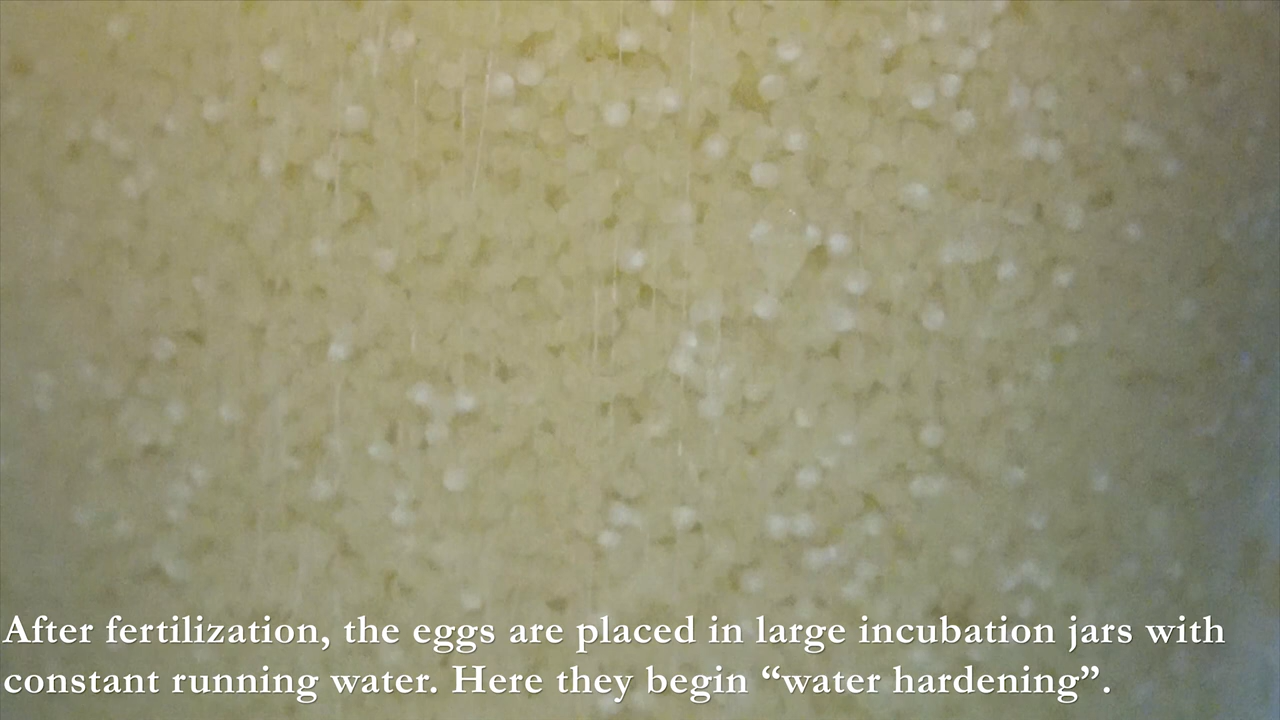 After fertilization, the eggs are placed in large incubation jars with
constant running water. Here they begin “water hardening”.